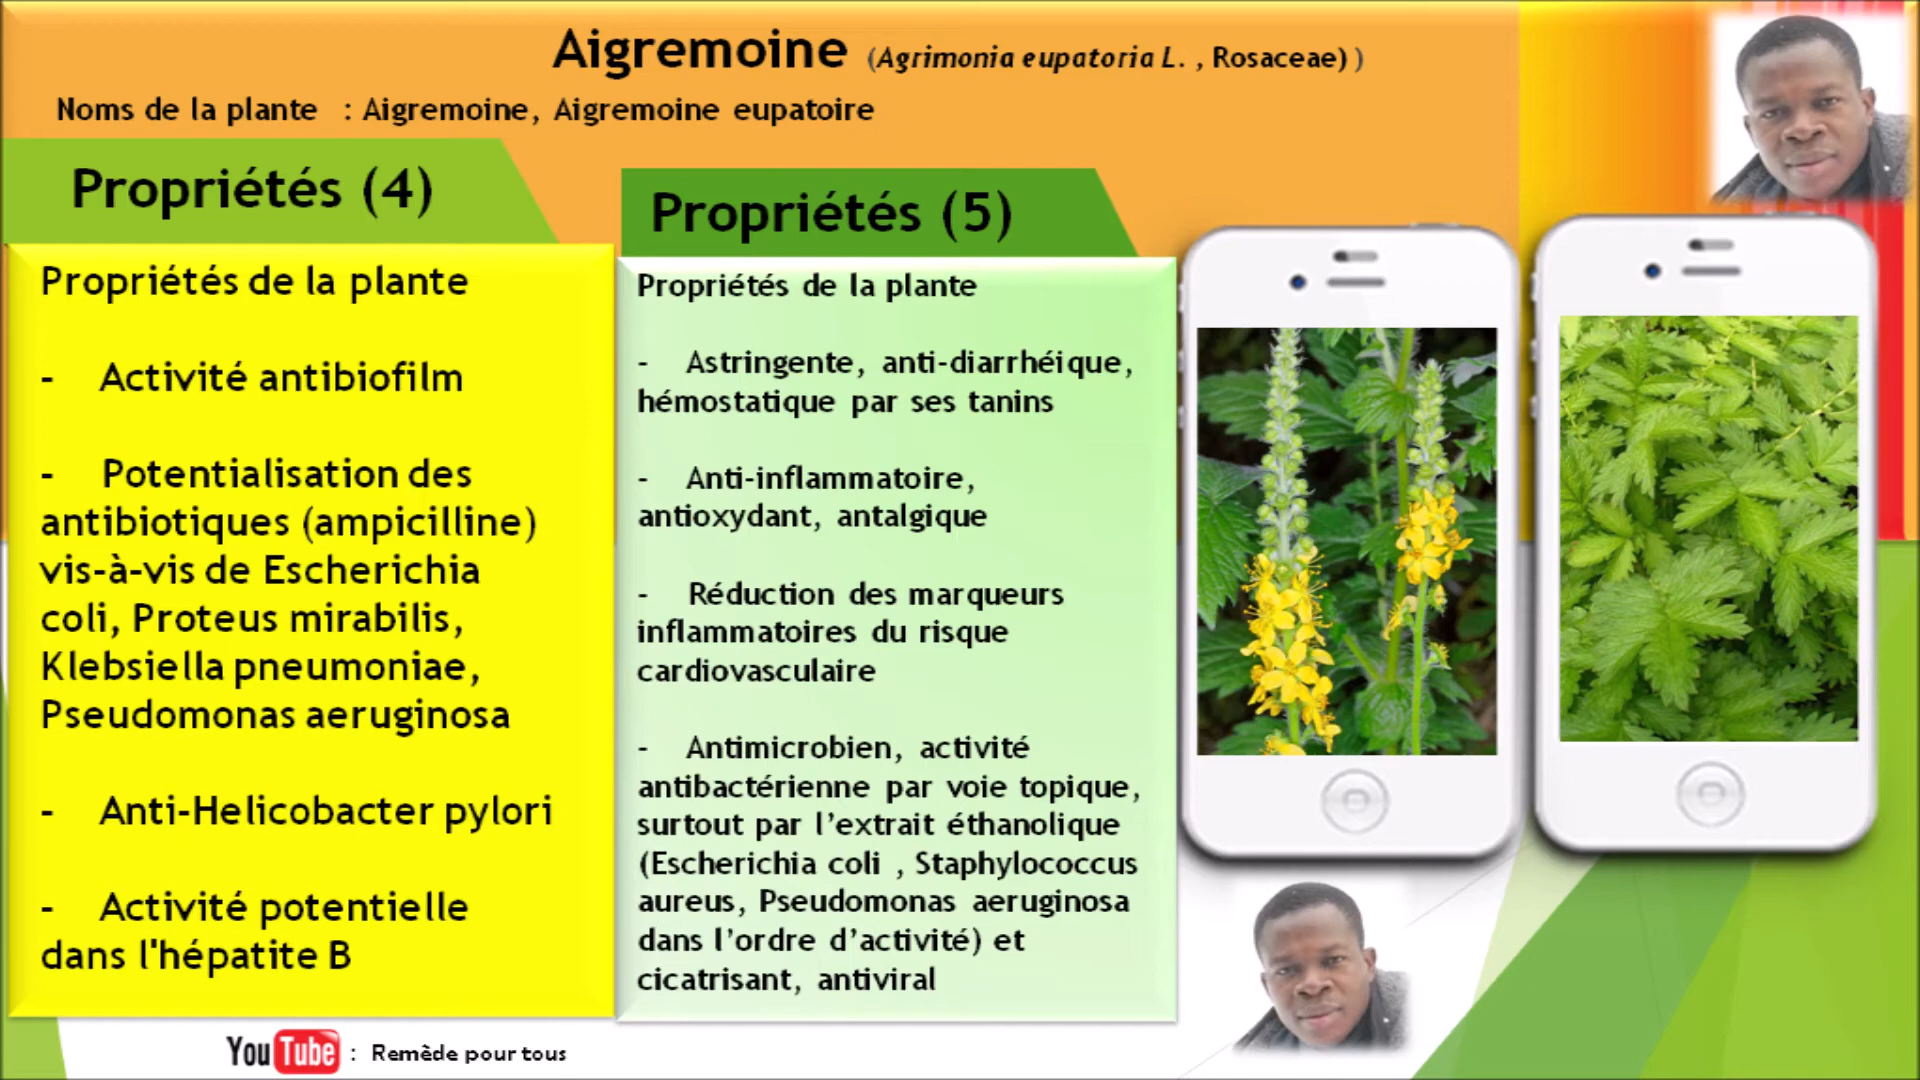 Aigremoine (Agrimonia eupatoria L. , Rosaceae) )
Noms de la plante : Aigremoine, Aigremoine eupatoire
Propriétés (4)
Propriétés de la plante
- Activité antibiofilm
- Potentialisation des
antibiotiques (ampicilline)
vis-à-vis de Escherichia
coli, Proteus mirabilis,
Klebsiella pneumoniae,
Pseudomonas aeruginosa
- Anti-Helicobacter pylori
- Activité potentielle
dans l'hépatite B
Propriétés (5)
Propriétés de la plante
- Astringente, anti-diarrhéique,
hémostatique par ses tanins
- Anti-inflammatoire,
antioxydant, antalgique
- Réduction des marqueurs
inflammatoires du risque
cardiovasculaire
- Antimicrobien, activité
antibactérienne par voie topique,
surtout par l’extrait éthanolique
(Escherichia coli , Staphylococcus
aureus, Pseudomonas aeruginosa
dans l’ordre d’activité) et
cicatrisant, antiviral
YouTube : Remède pour tous